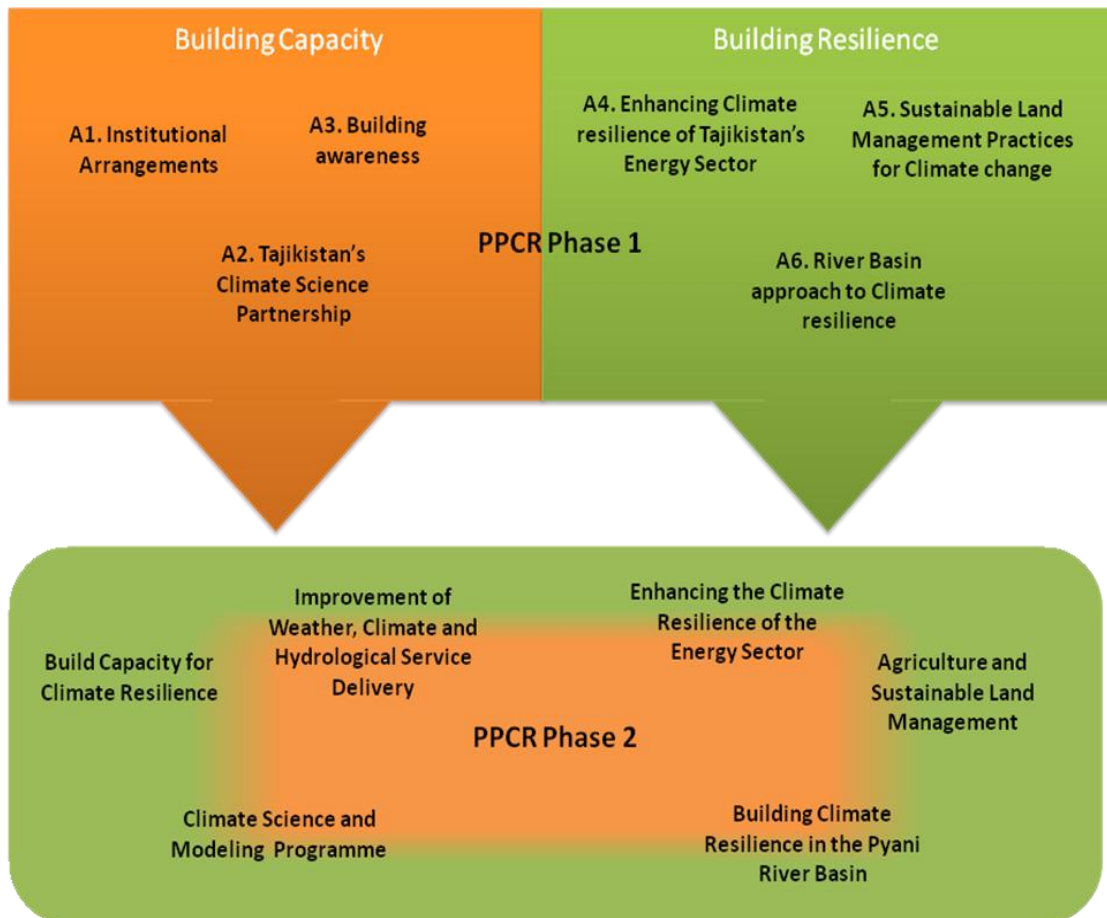 Building Capacity
A1. Institutional
Arrangements
A3. Building
awareness
A2. Tajikistan's
Climate Science
Partnership
Building Resilience
A4. Enhancing Climate
resilience of Tajikistan's
Energy Sector
A5. Sustainable Land
Management Practices
for Climate change
A6. River Basin
approach to Climate
resilience
PPCR Phase 1
Build Capacity for
Climate Resilience
Improvement of
Weather, Climate and
Hydrological Service
Delivery
Enhancing the Climate
Resilience of the
Energy Sector
Agriculture and
Sustainable Land
Management
PPCR Phase 2
Climate Science and
Modeling Programme
Building Climate
Resilience in the Pyani
River Basin